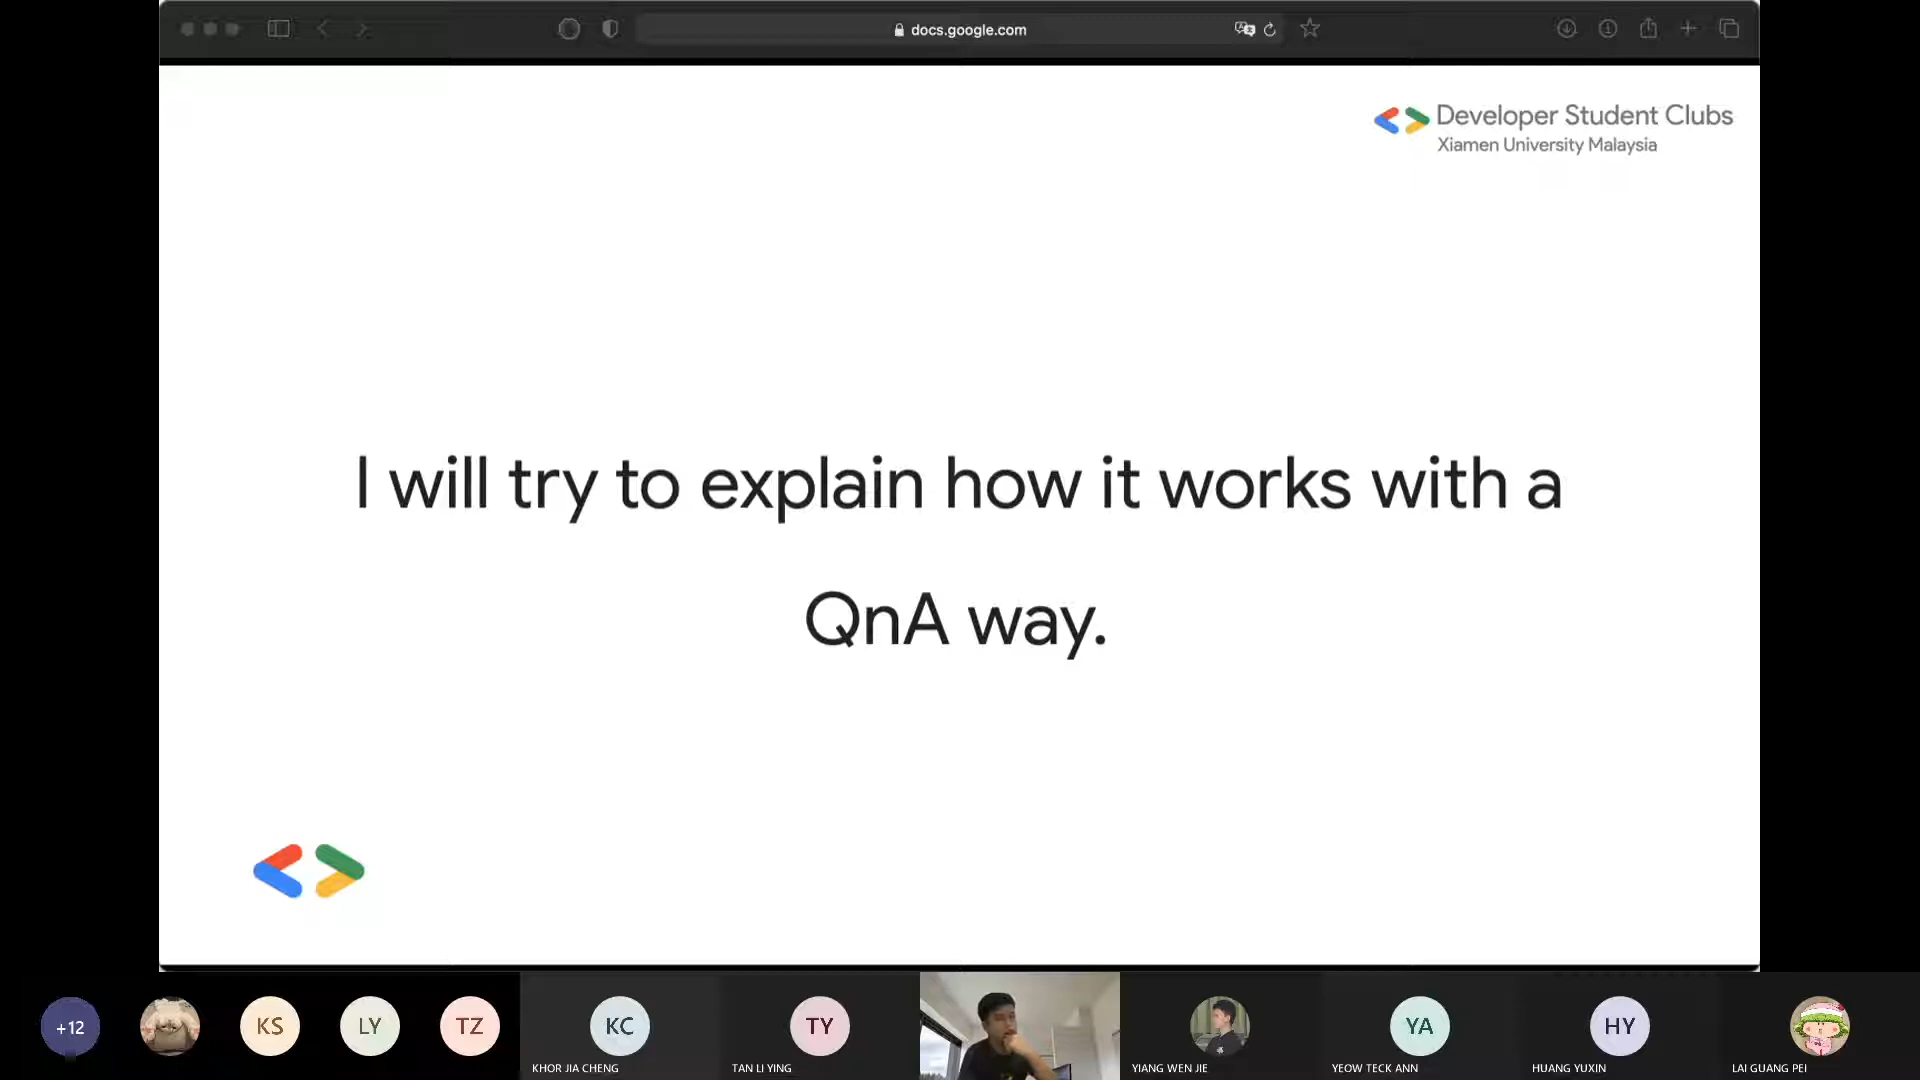 docs.google.com
Developer Student Clubs
Xiamen University Malaysia
I will try to explain how it works with a
QnA way.
+12
KS
LY
TZ
KC
TY
YA
HY
KHOR JIA CHENG
TAN LI YING
YIANG WEN JIE
YEOW TECK ANN
HUANG YUXIN
LAI GUANG PEI